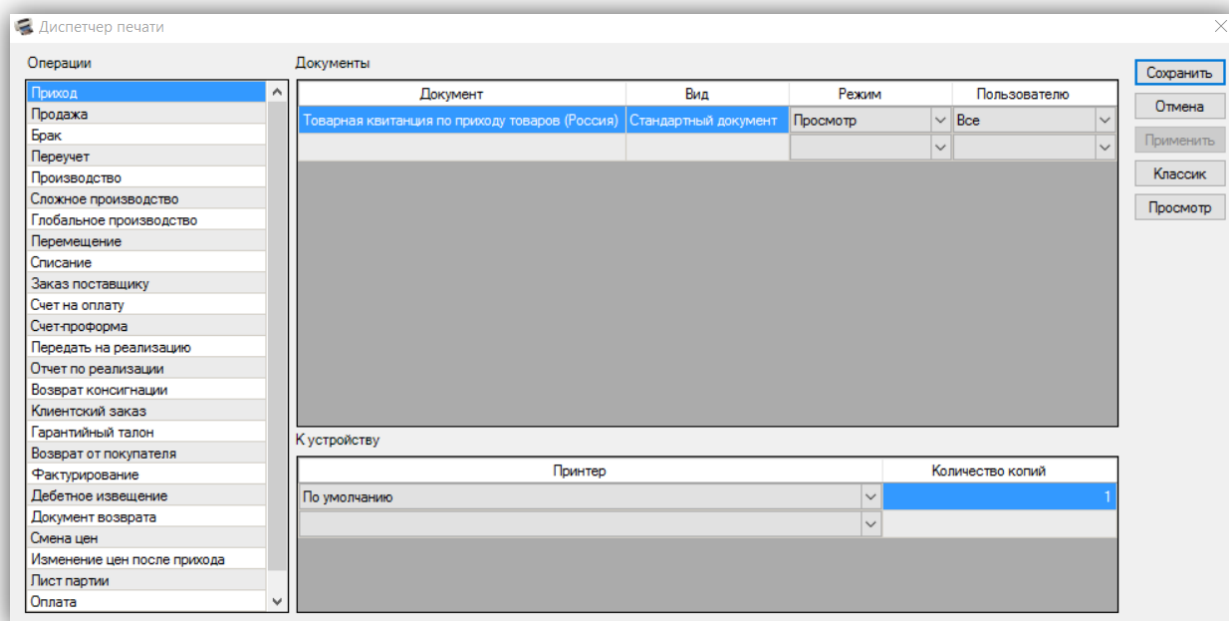 Диспетчер печати
Операции
Приход
Продажа
Брак
Переучет
Производство
Сложное производство
Глобальное производство
Перемещение
Списание
Заказ поставщику
Счет на оплату
Счет-проформа
Передать на реализацию
Отчет по реализации
Возврат консигнации
Клиентский заказ
Гарантийный талон
Возврат от покупателя
Фактурирование
Дебетное извещение
Документ возврата
Смена цен
Изменение цен после прихода
Лист партии
Оплата
Документы
Документ Вид Режим Пользователю
Товарная квитанция по приходу товаров (Россия) Стандартный документ Просмотр Все
К устройству
Принтер Количество копий
По умолчанию 1
Сохранить
Отмена
Применить
Классик
Просмотр